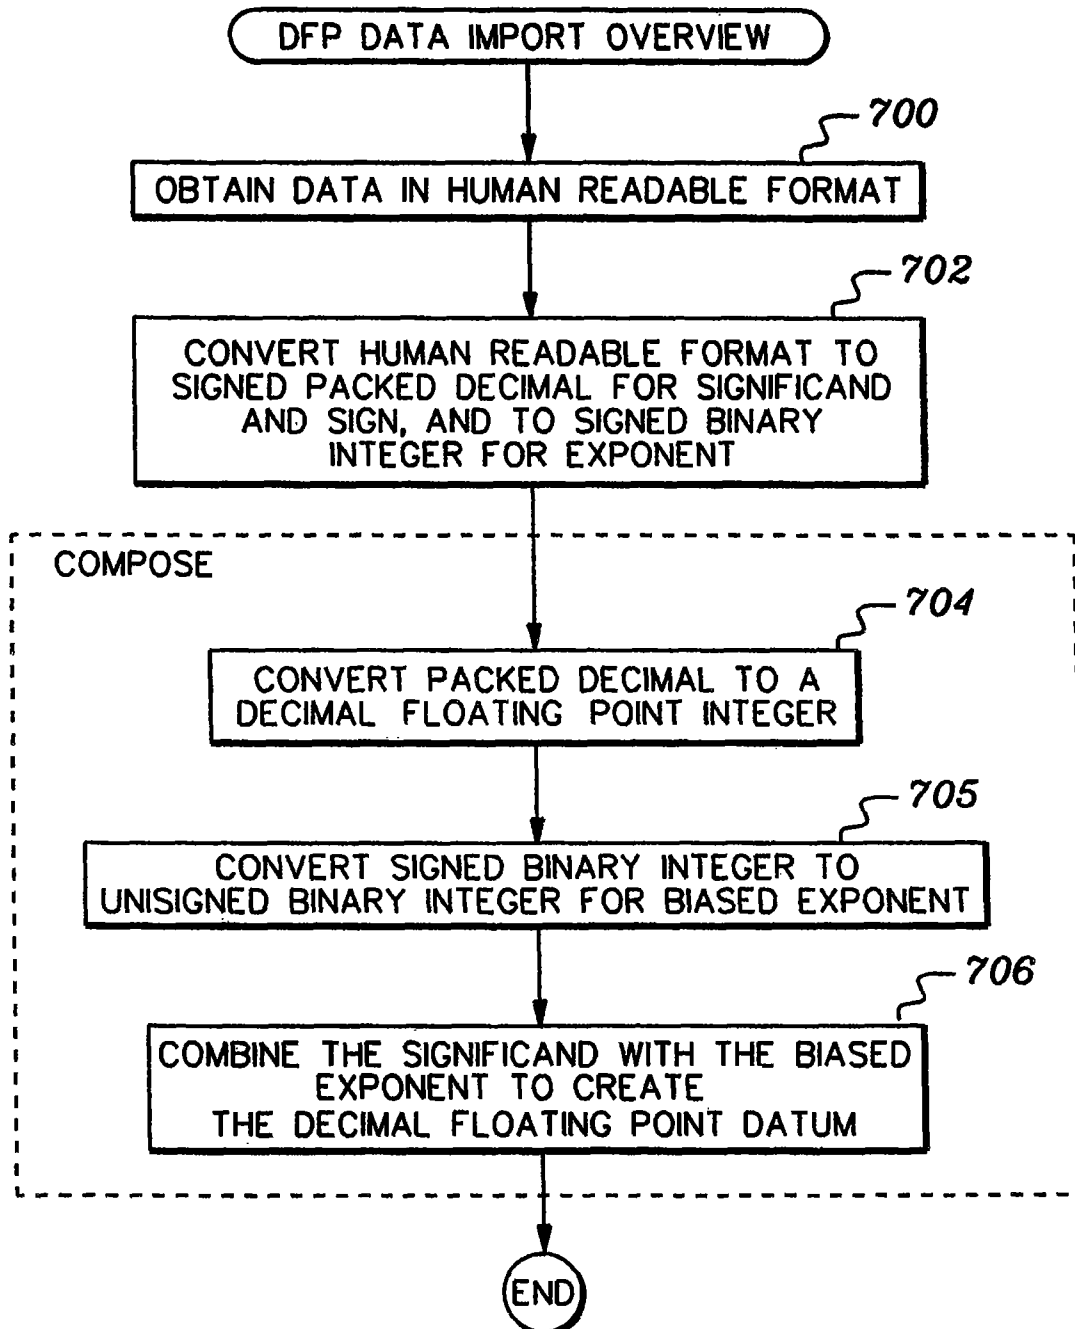 DFP DATA IMPORT OVERVIEW
700
OBTAIN DATA IN HUMAN READABLE FORMAT
702
CONVERT HUMAN READABLE FORMAT TO
SIGNED PACKED DECIMAL FOR SIGNIFICAND
AND SIGN, AND TO SIGNED BINARY
INTEGER FOR EXPONENT
COMPOSE
704
CONVERT PACKED DECIMAL TO A
DECIMAL FLOATING POINT INTEGER
705
CONVERT SIGNED BINARY INTEGER TO
UNISIGNED BINARY INTEGER FOR BIASED EXPONENT
706
COMBINE THE SIGNIFICAND WITH THE BIASED
EXPONENT TO CREATE
THE DECIMAL FLOATING POINT DATUM
END